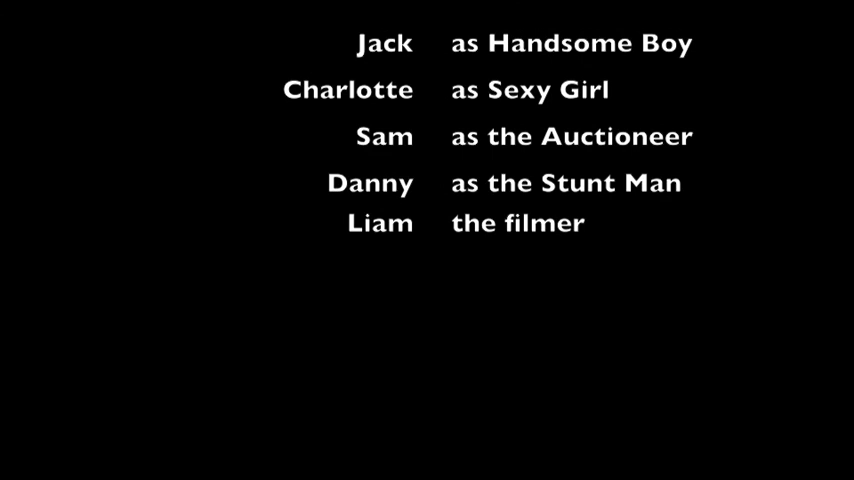 Jack as Handsome Boy
Charlotte as Sexy Girl
Sam as the Auctioneer
Danny as the Stunt Man
Liam the filmer